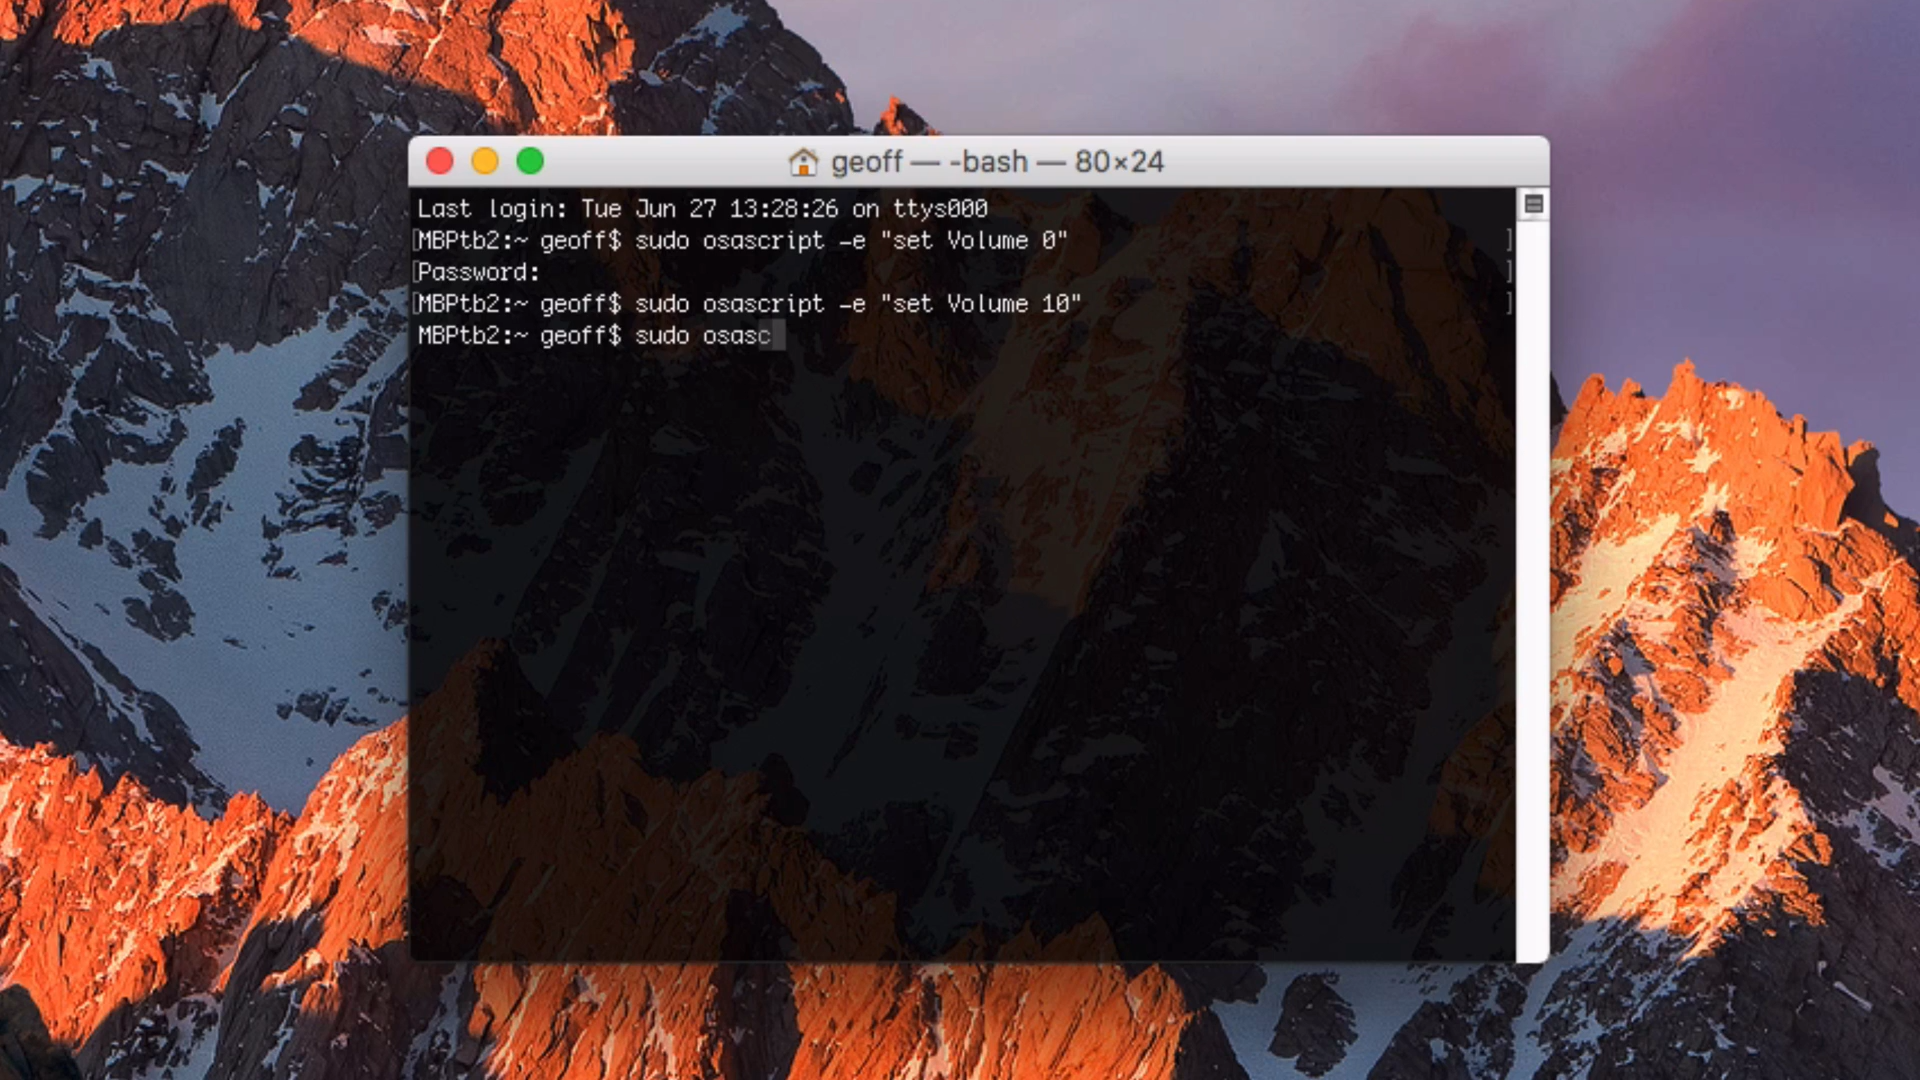 geoff — -bash — 80×24
Last login: Tue Jun 27 13:28:26 on ttys000
[MBPtb2:~ geoff$ sudo osascript -e "set Volume 0"]
[Password:]
[MBPtb2:~ geoff$ sudo osascript -e "set Volume 10"]
MBPtb2:~ geoff$ sudo osasc